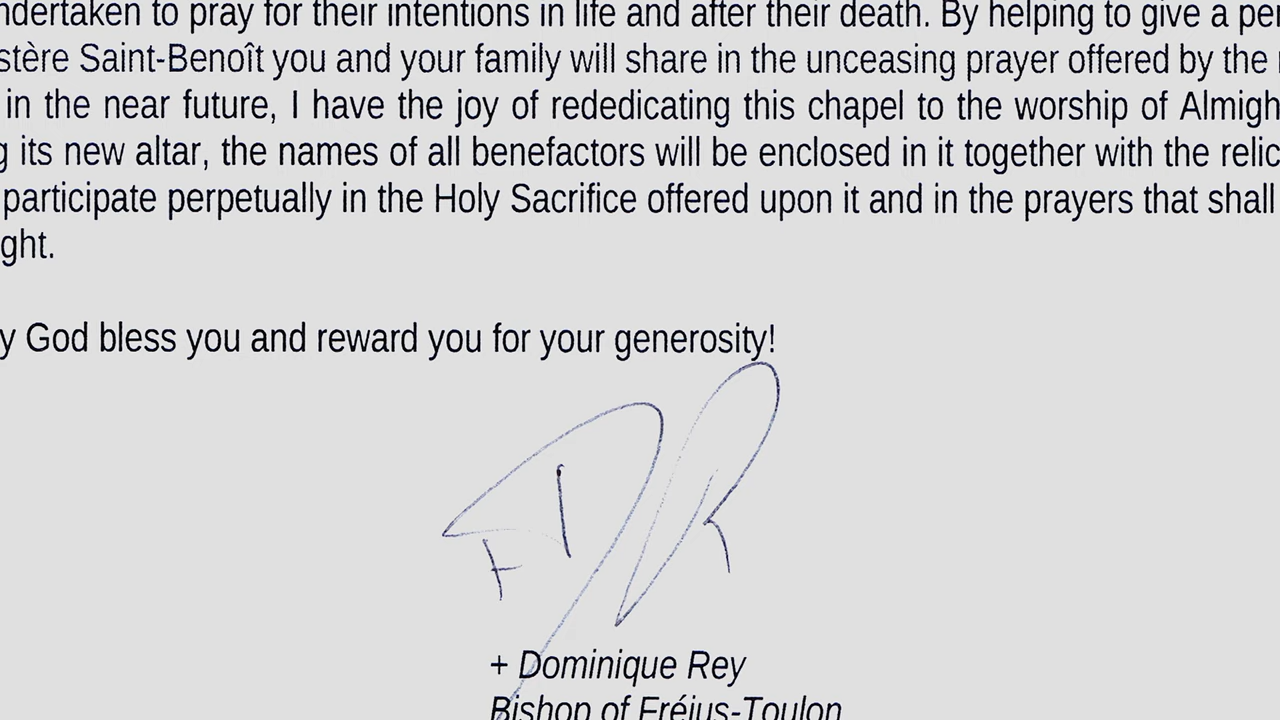 ndertaken to pray for their intentions in life and after their death. By helping to give a per
stère Saint-Benoît you and your family will share in the unceasing prayer offered by the
in the near future, I have the joy of rededicating this chapel to the worship of Almigh
g its new altar, the names of all benefactors will be enclosed in it together with the relic
participate perpetually in the Holy Sacrifice offered upon it and in the prayers that shall
ght.
y God bless you and reward you for your generosity!
+ Dominique Rey
Bishop of Fréjus-Toulon